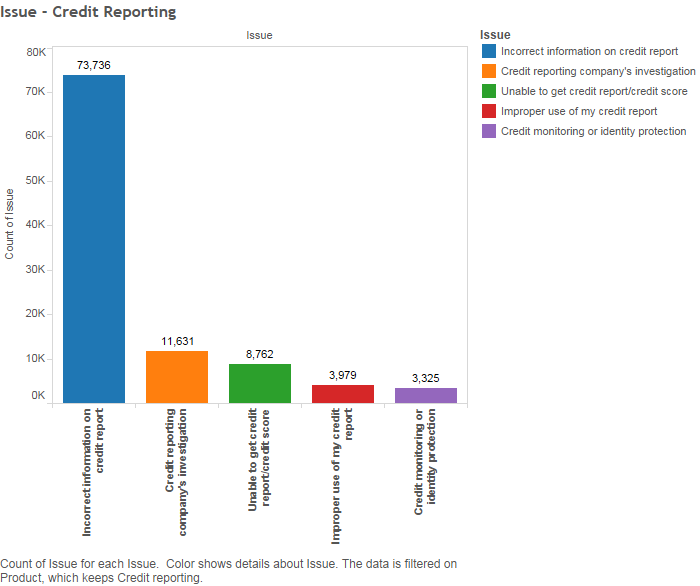 Issue - Credit Reporting
Issue
80K
70K
60K
50K
40K
30K
20K
10K
0K
Count of Issue
73,736
11,631
8,762
3,979
3,325
Incorrect information on
credit report
Credit reporting
company's investigation
Unable to get credit
report/credit score
Improper use of my credit
report
Credit monitoring or
identity protection
Issue
Incorrect information on credit report
Credit reporting company's investigation
Unable to get credit report/credit score
Improper use of my credit report
Credit monitoring or identity protection
Count of Issue for each Issue.  Color shows details about Issue. The data is filtered on
Product, which keeps Credit reporting.